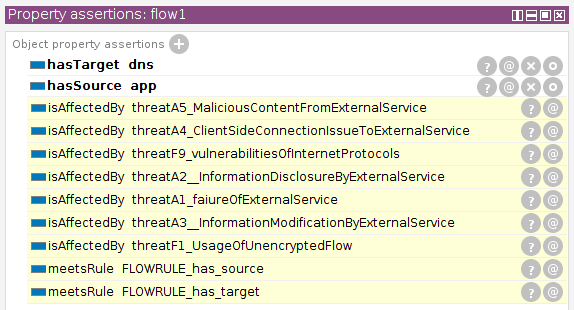 Property assertions: flow1
Object property assertions
hasTarget dns
hasSource app
isAffectedBy threatA5_MaliciousContentFromExternalService
isAffectedBy threatA4_ClientSideConnectionIssueToExternalService
isAffectedBy threatF9_vulnerabilitiesOfInternetProtocols
isAffectedBy threatA2__InformationDisclosureByExternalService
isAffectedBy threatA1_faiureOfExternalService
isAffectedBy threatA3__InformationModificationByExternalService
isAffectedBy threatF1_UsageOfUnencryptedFlow
meetsRule FLOWRULE_has_source
meetsRule FLOWRULE_has_target